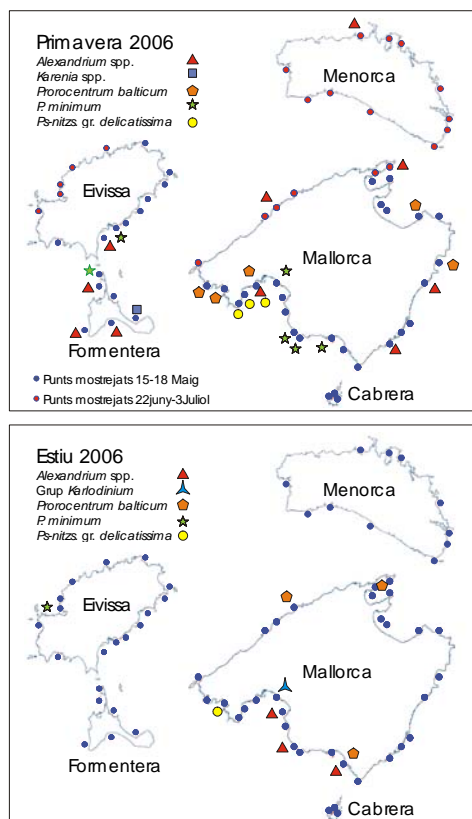 Primavera 2006
Alexandrium spp.
Karenia spp.
Prorocentrum balticum
P. minimum
Ps-nitzs. gr. delicatissima
Menorca
Eivissa
Mallorca
Formentera
Punts mostrejats 15-18 Maig
Punts mostrejats 22juny-3Juliol
Cabrera
Estiu 2006
Alexandrium spp.
Grup Karlodinium
Prorocentrum balticum
P. minimum
Ps-nitzs. gr. delicatissima
Menorca
Eivissa
Mallorca
Formentera
Cabrera